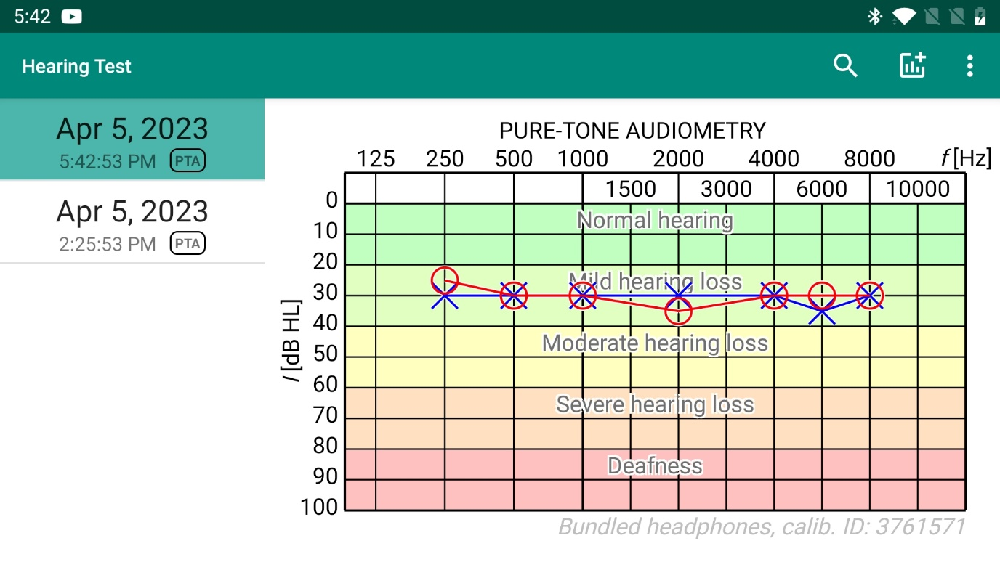 5:42
Hearing Test
Apr 5, 2023
5:42:53 PM PTA
Apr 5, 2023
2:25:53 PM PTA
PURE-TONE AUDIOMETRY
125 250 500 1000 2000 4000 8000 f [Hz]
1500 3000 6000 10000
0
Normal hearing
10
20
Mild hearing loss
30
40
Moderate hearing loss
50
60
Severe hearing loss
70
80
Deafness
90
100
I [dB HL]
Bundled headphones, calib. ID: 3761571